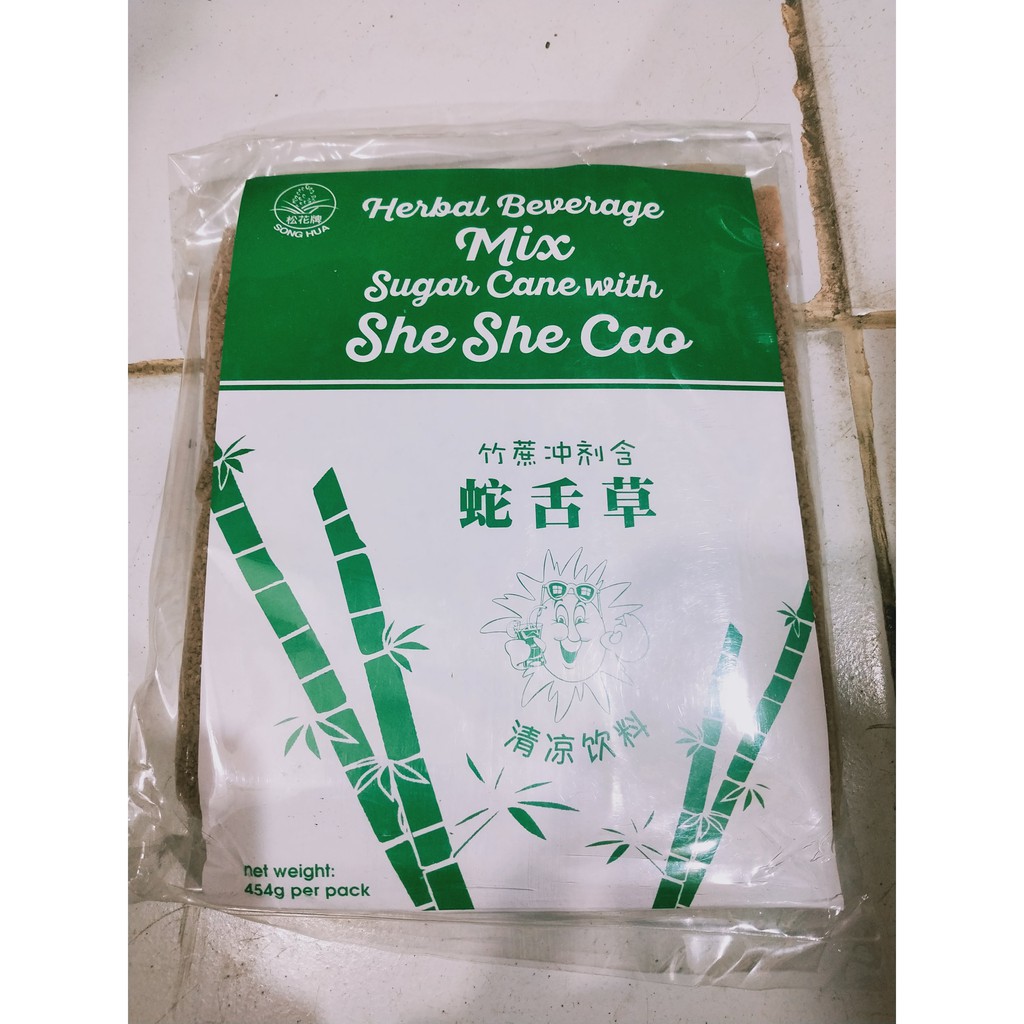 松花牌
SONG HUA
Herbal Beverage
Mix
Sugar Cane with
She She Cao
竹蔗冲剂含
蛇舌草
清凉饮料
net weight:
454g per pack